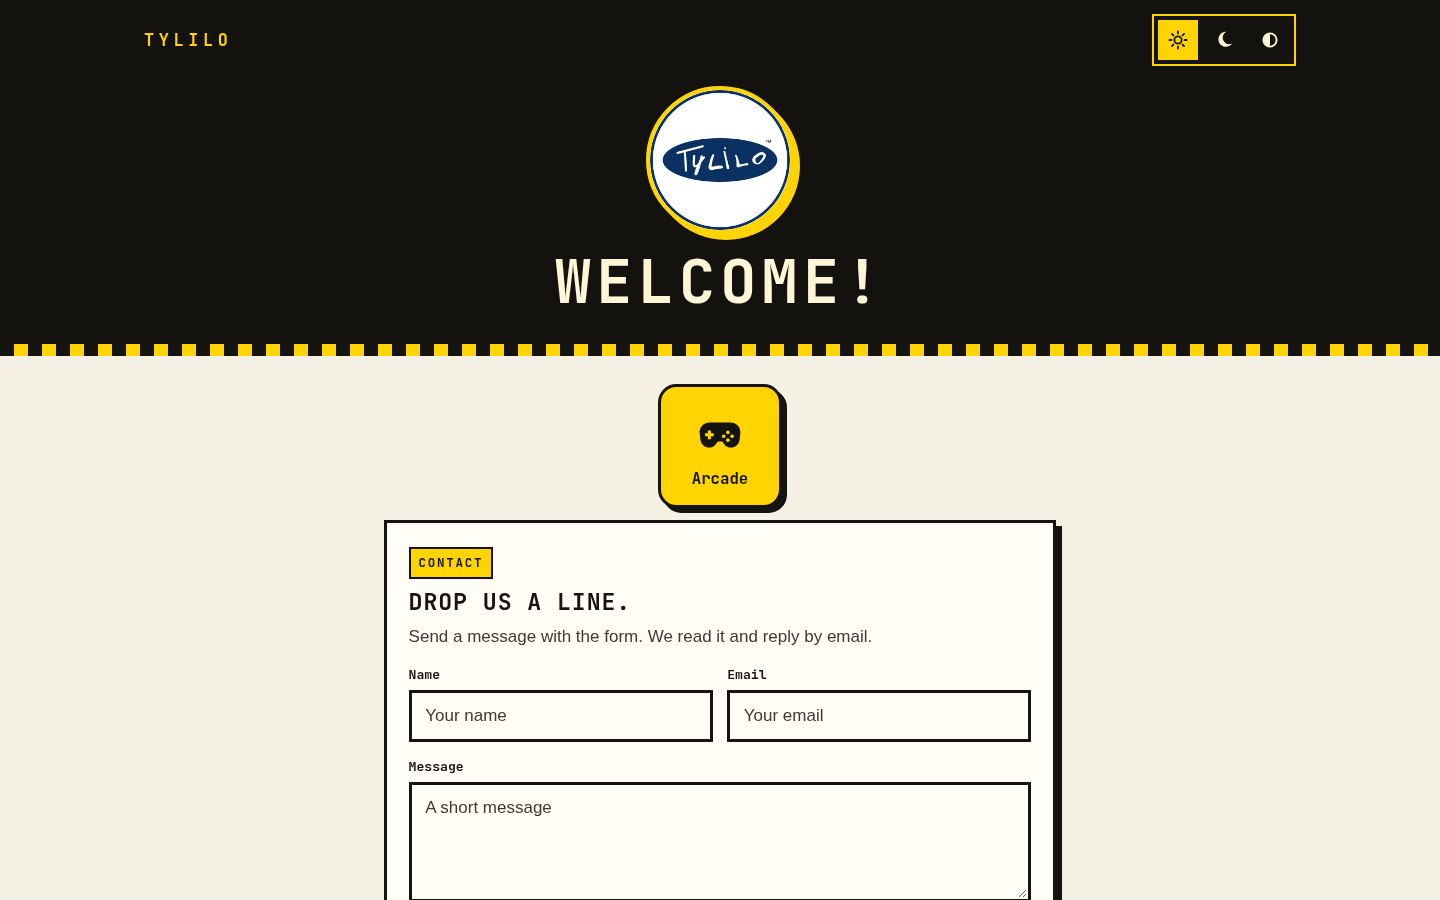 TYLILO
TyLiLo™
WELCOME!
Arcade
CONTACT
DROP US A LINE.
Send a message with the form. We read it and reply by email.
Name Email
Your name Your email
Message
A short message